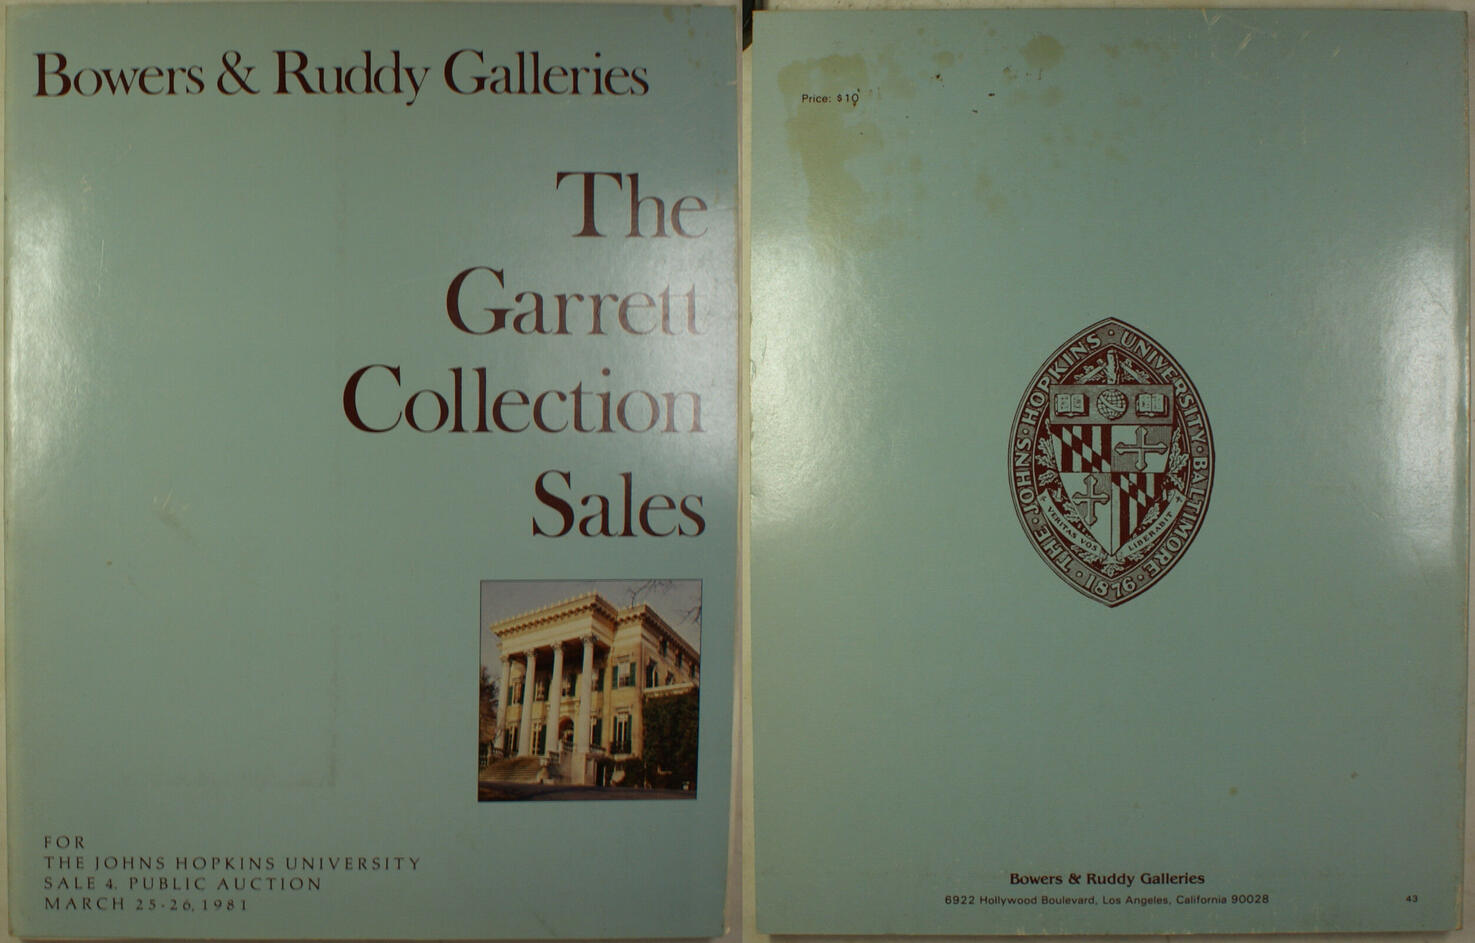 Bowers & Ruddy Galleries
The
Garrett
Collection
Sales
FOR
THE JOHNS HOPKINS UNIVERSITY
SALE 4. PUBLIC AUCTION
MARCH 25-26, 1981
Price: $10
THE · JOHNS · HOPKINS · UNIVERSITY · BALTIMORE · 1876 ·
VERITAS VOS LIBERABIT
Bowers & Ruddy Galleries
6922 Hollywood Boulevard, Los Angeles, California 90028
43